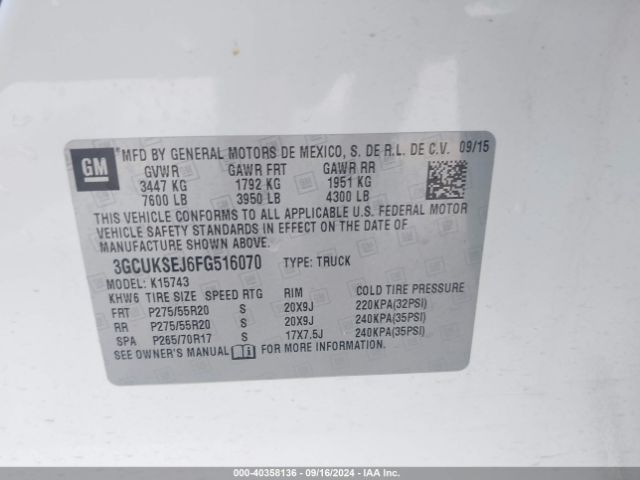 GM
*MFD BY GENERAL MOTORS DE MEXICO, S. DE R.L. DE C.V. 09/15
GVWR GAWR FRT GAWR RR
3447 KG 1792 KG 1951 KG
7600 LB 3950 LB 4300 LB
THIS VEHICLE CONFORMS TO ALL APPLICABLE U.S. FEDERAL MOTOR
VEHICLE SAFETY STANDARDS IN EFFECT ON THE DATE OF
MANUFACTURE SHOWN ABOVE.
3GCUKSEJ6FG516070 TYPE: TRUCK
MODEL: K15743
KHW6 TIRE SIZE SPEED RTG RIM COLD TIRE PRESSURE
FRT P275/55R20 S 20X9J 220KPA(32PSI)
RR P275/55R20 S 20X9J 240KPA(35PSI)
SPA P265/70R17 S 17X7.5J 240KPA(35PSI)
SEE OWNER'S MANUAL FOR MORE INFORMATION.
000-40358136 - 09/16/2024 - IAA Inc.